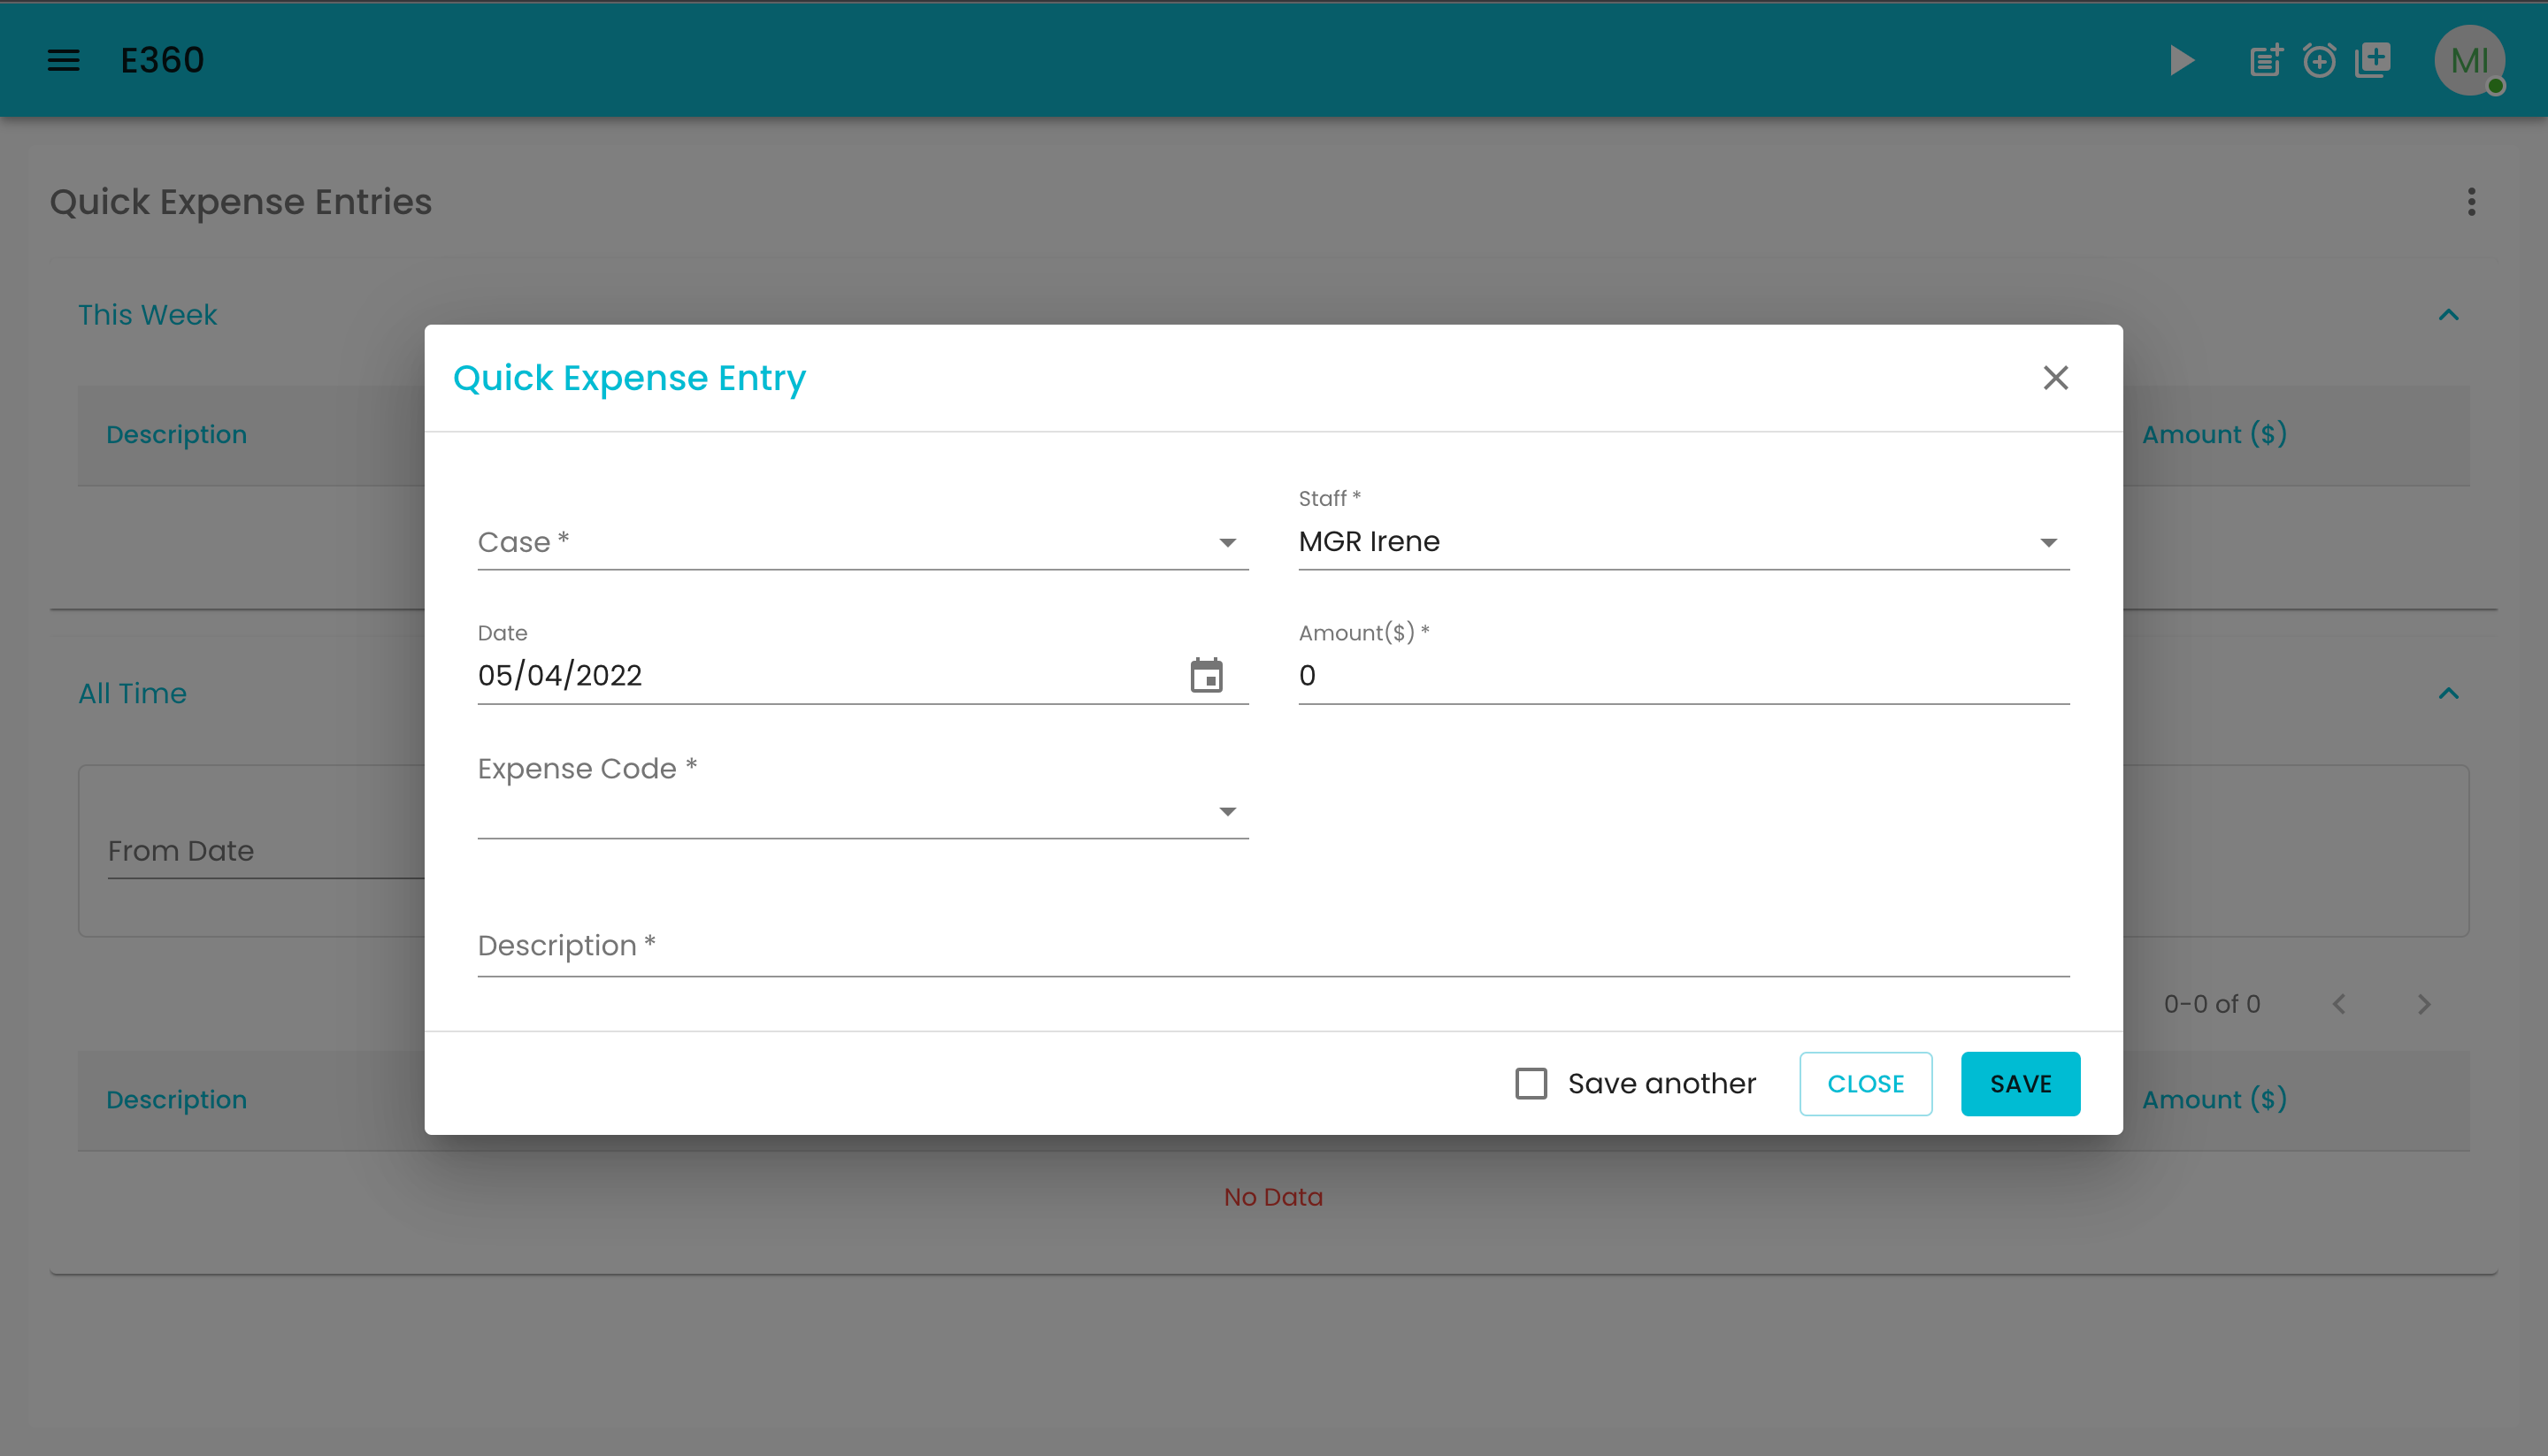 E360
MI
Quick Expense Entries
This Week
Description
Amount ($)
Quick Expense Entry
Case *
Staff *
MGR Irene
Date
05/04/2022
Amount($) *
0
Expense Code *
Description *
Save another
CLOSE
SAVE
All Time
From Date
0-0 of 0
Description
Amount ($)
No Data